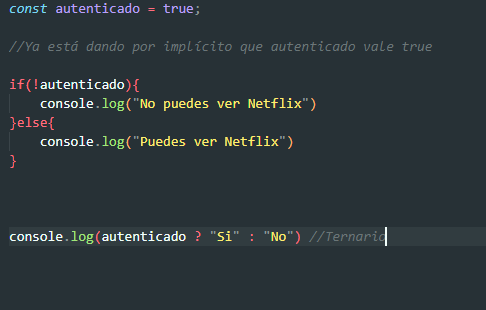 const autenticado = true;
//Ya está dando por implícito que autenticado vale true
if(!autenticado){
console.log("No puedes ver Netflix")
}else{
console.log("Puedes ver Netflix")
}
console.log(autenticado ? "Si" : "No") //Ternario